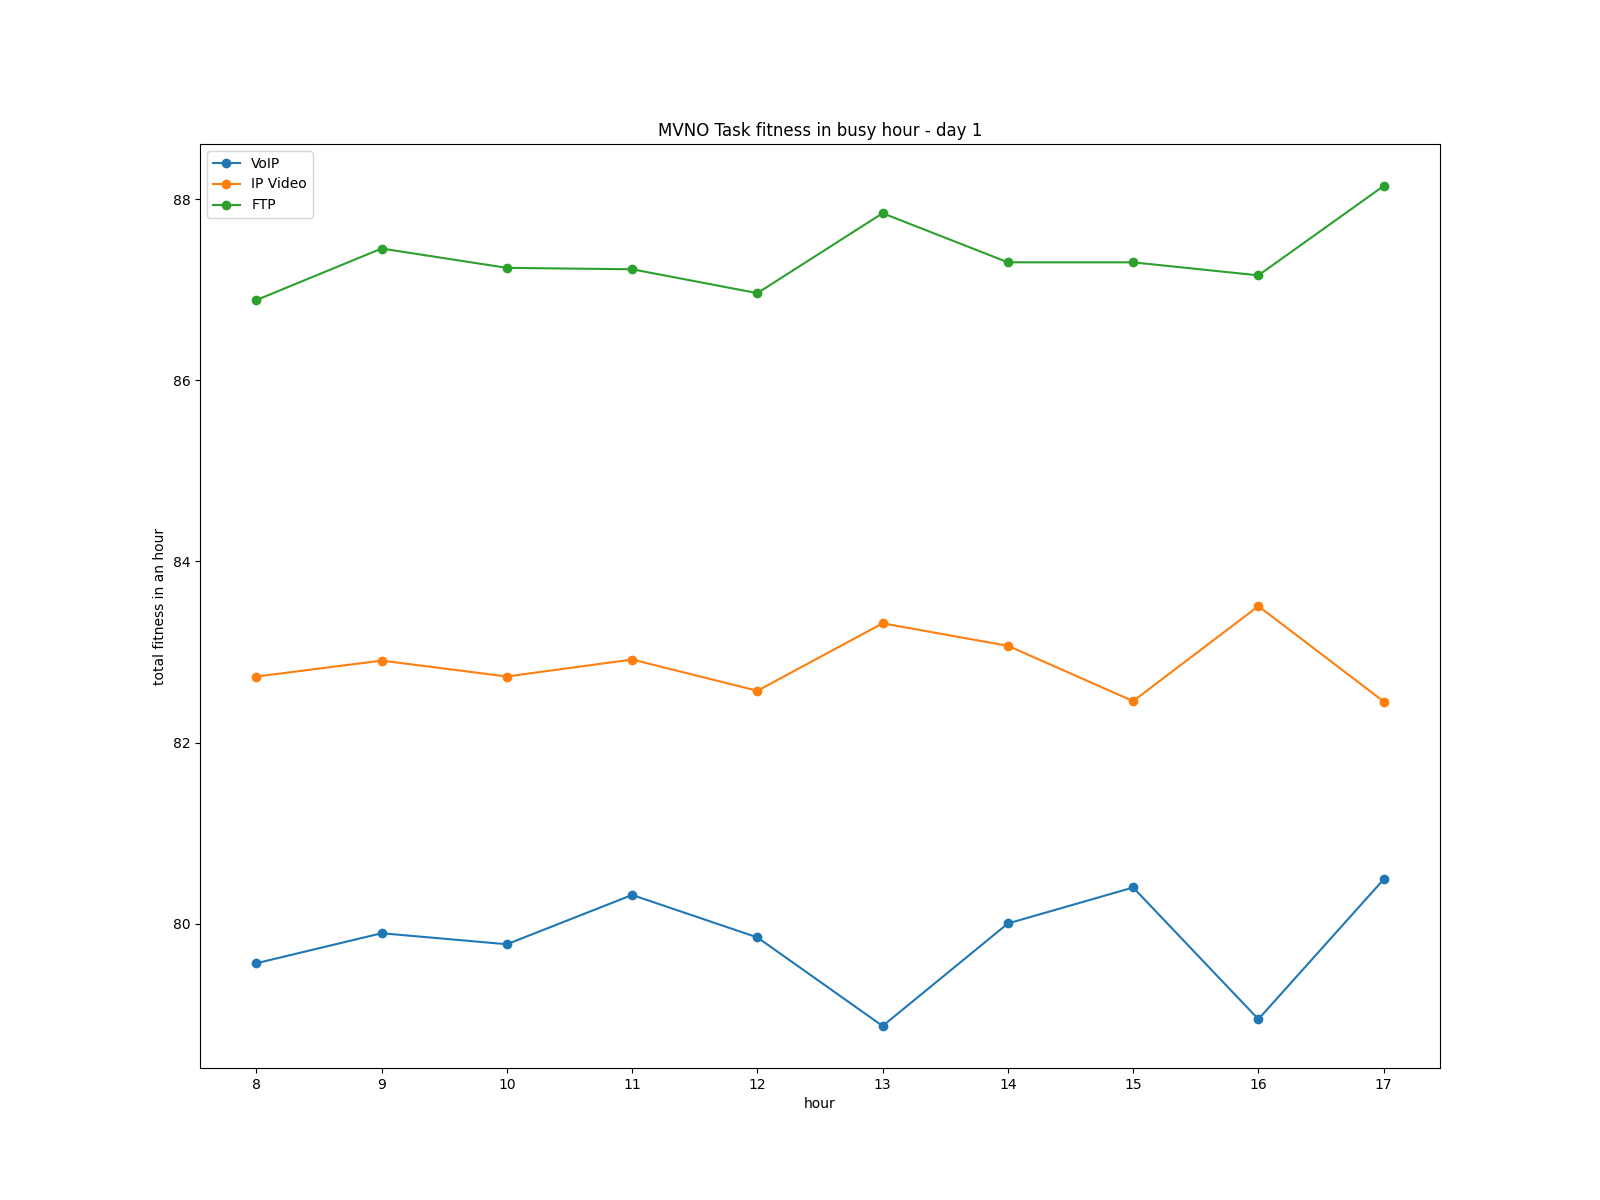 MVNO Task fitness in busy hour - day 1
VoIP
IP Video
FTP
total fitness in an hour
88
86
84
82
80
8 9 10 11 12 13 14 15 16 17
hour